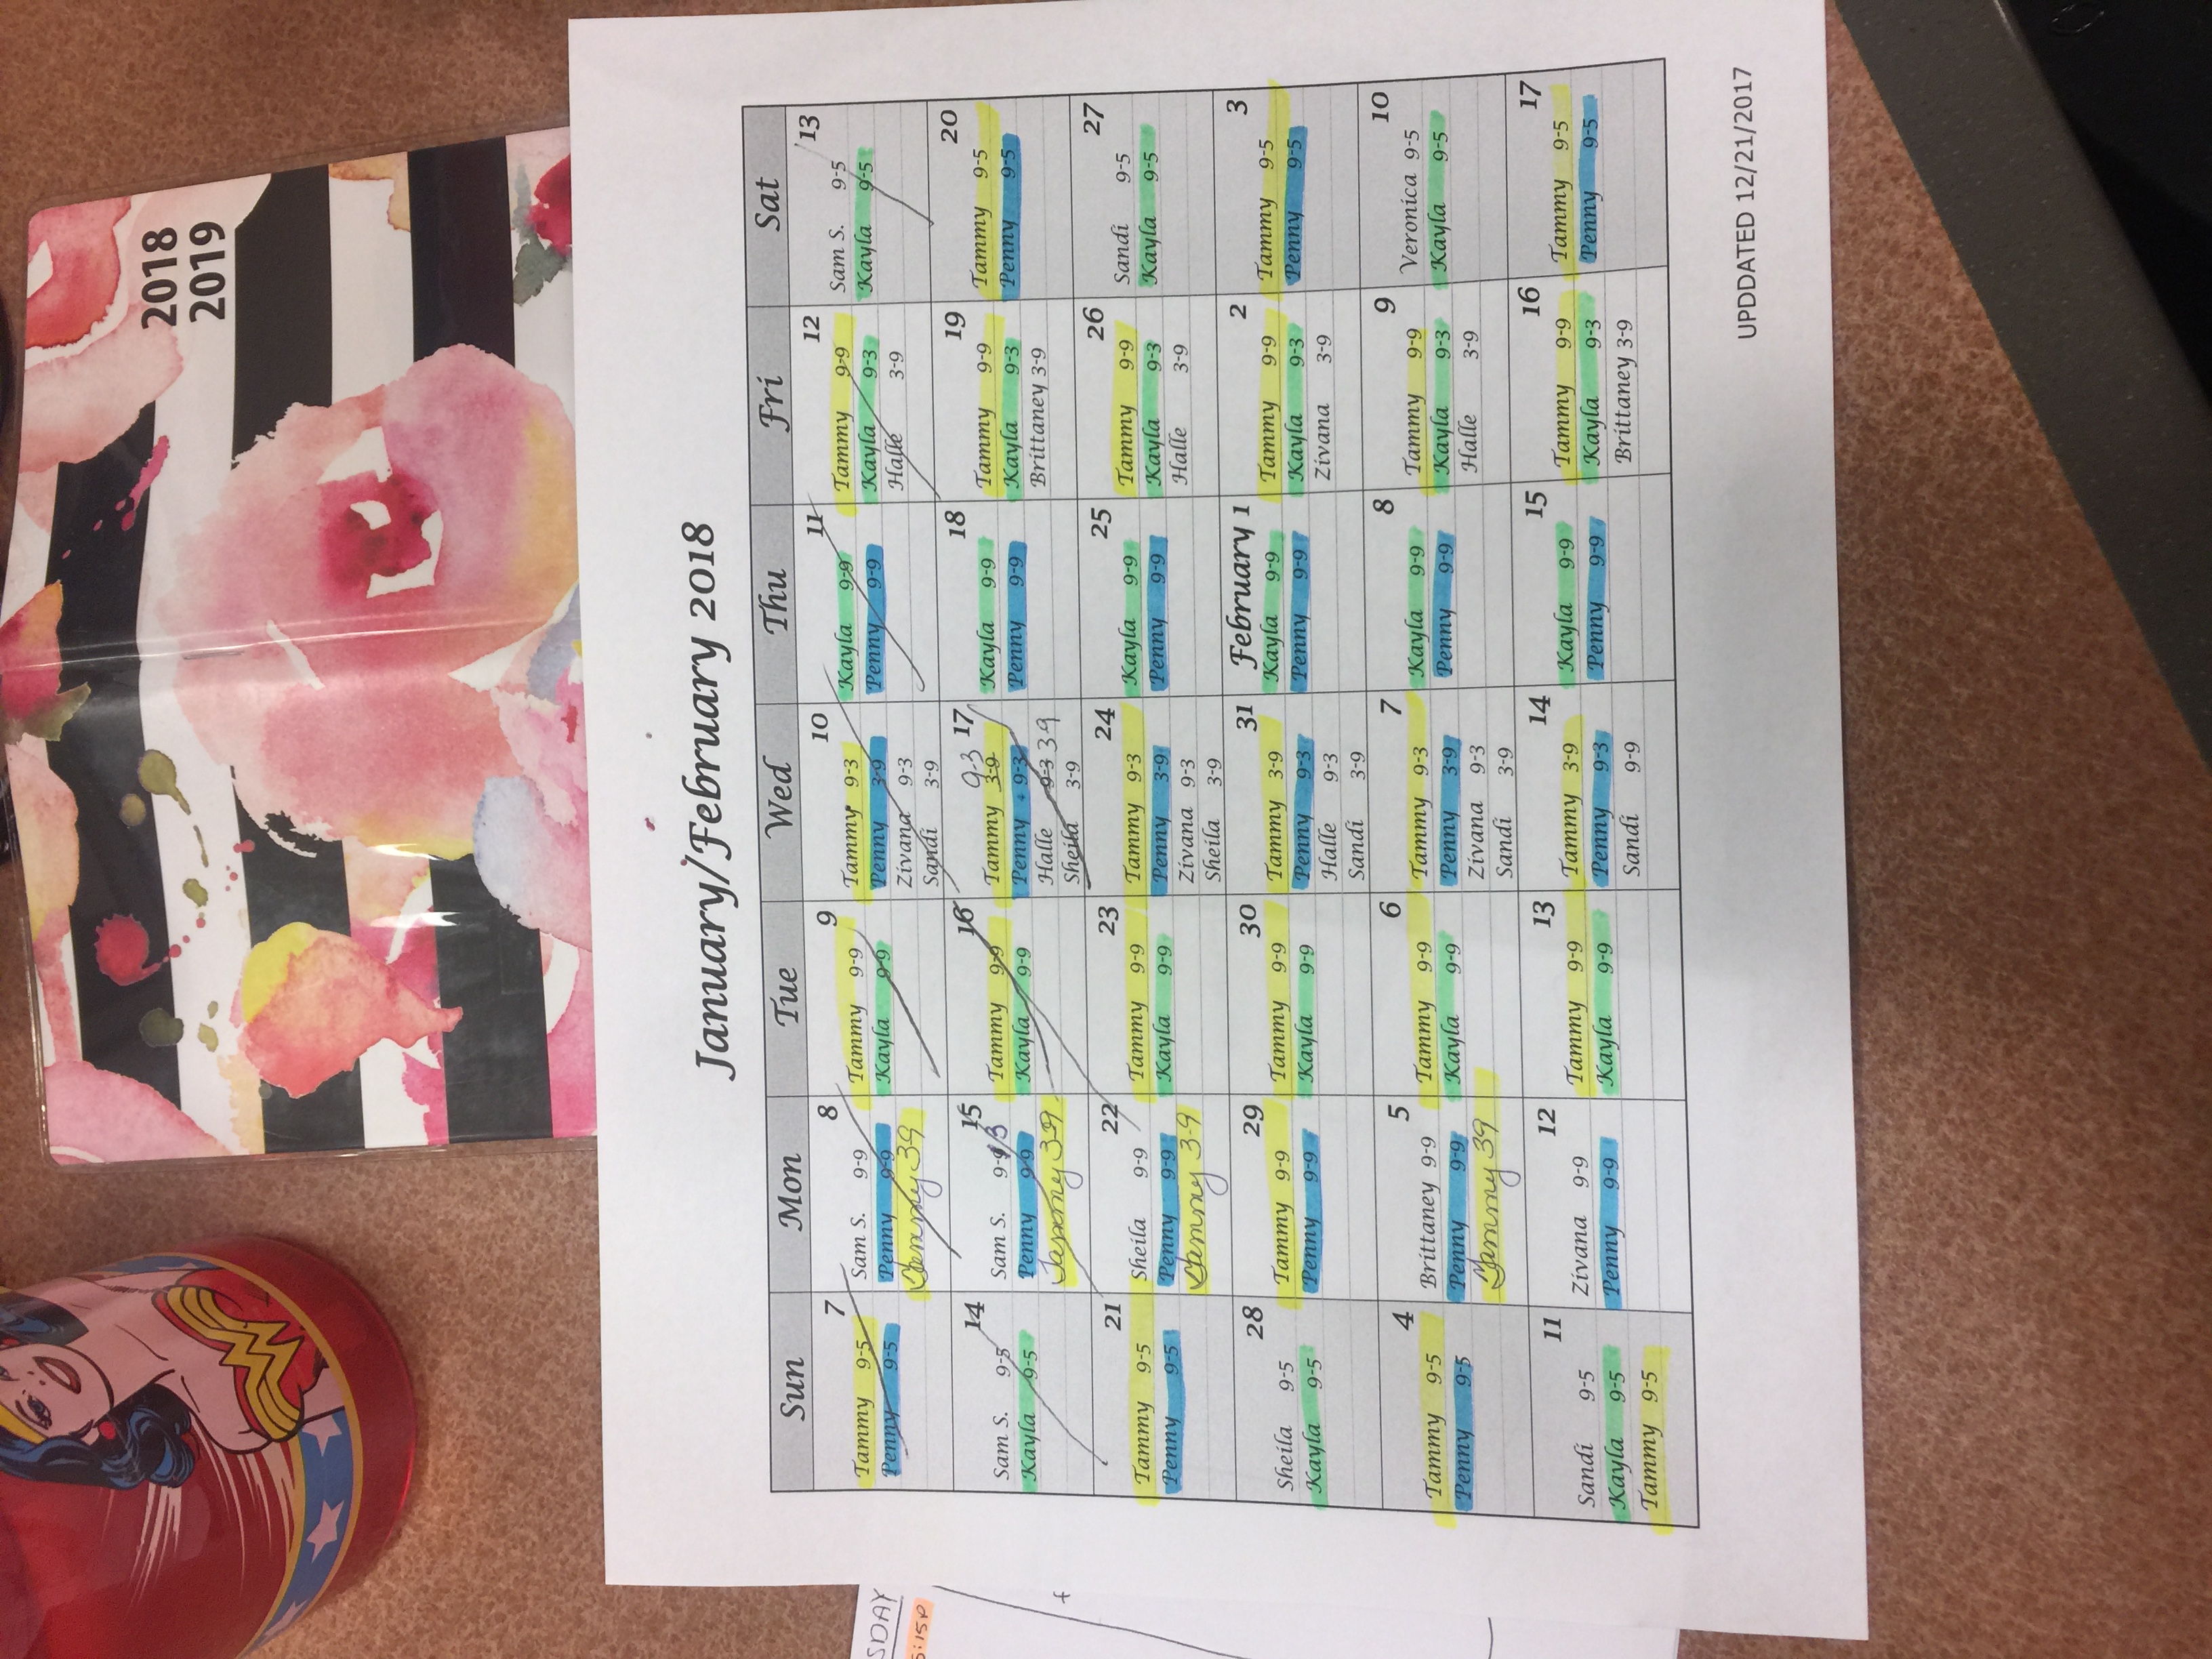 2018
2019
SDAY
5:15P
January/February 2018
Sun Mon Tue Wed Thu Fri Sat
7
Tammy 9-5
Penny 9-5
8
Sam S. 9-9
Penny 9-9
Tammy 3-9
9
Tammy 9-9
Kayla 9-9
10
Tammy 9-3
Penny 3-9
Zivana 9-3
Sandi 3-9
11
Kayla 9-9
Penny 9-9
12
Tammy 9-9
Kayla 9-3
Halle 3-9
13
Sam S. 9-5
Kayla 9-5
14
Sam S. 9-5
Kayla 9-5
15
Sam S. 9-9 3
Penny 9-9
Tammy 3-9
16
Tammy 9-9
Kayla 9-9
17
9-3
Tammy 3-9
Penny 9-3
Halle 9-3 39
Sheila 3-9
18
Kayla 9-9
Penny 9-9
19
Tammy 9-9
Kayla 9-3
Brittaney 3-9
20
Tammy 9-5
Penny 9-5
21
Tammy 9-5
Penny 9-5
22
Sheila 9-9
Penny 9-9
Tammy 3-9
23
Tammy 9-9
Kayla 9-9
24
Tammy 9-3
Penny 3-9
Zivana 9-3
Sheila 3-9
25
Kayla 9-9
Penny 9-9
26
Tammy 9-9
Kayla 9-3
Halle 3-9
27
Sandi 9-5
Kayla 9-5
28
Sheila 9-5
Kayla 9-5
29
Tammy 9-9
Penny 9-9
30
Tammy 9-9
Kayla 9-9
31
Tammy 3-9
Penny 9-3
Halle 9-3
Sandi 3-9
February 1
Kayla 9-9
Penny 9-9
2
Tammy 9-9
Kayla 9-3
Zivana 3-9
3
Tammy 9-5
Penny 9-5
4
Tammy 9-5
Penny 9-5
5
Brittaney 9-9
Penny 9-9
Tammy 39
6
Tammy 9-9
Kayla 9-9
7
Tammy 9-3
Penny 3-9
Zivana 9-3
Sandi 3-9
8
Kayla 9-9
Penny 9-9
9
Tammy 9-9
Kayla 9-3
Halle 3-9
10
Veronica 9-5
Kayla 9-5
11
Sandi 9-5
Kayla 9-5
Tammy 9-5
12
Zivana 9-9
Penny 9-9
13
Tammy 9-9
Kayla 9-9
14
Tammy 3-9
Penny 9-3
Sandi 9-9
15
Kayla 9-9
Penny 9-9
16
Tammy 9-9
Kayla 9-3
Brittaney 3-9
17
Tammy 9-5
Penny 9-5
UPDDATED 12/21/2017